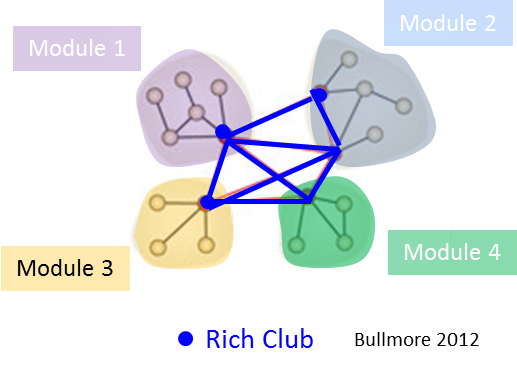 Module 1
Module 2
Module 3
Module 4
Rich Club
Bullmore 2012